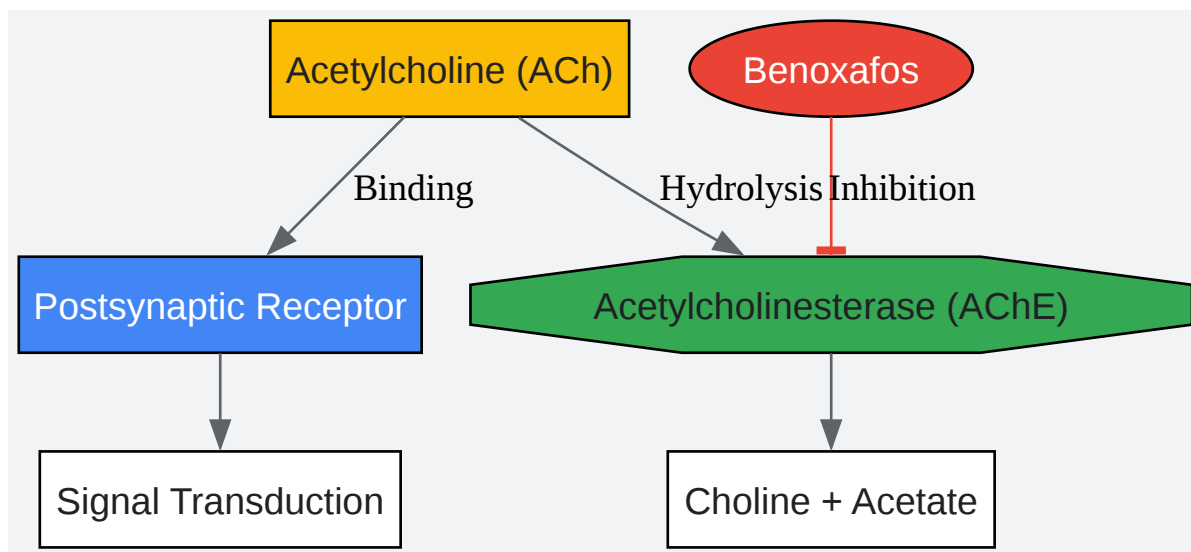 Acetylcholine (ACh)
Benoxafos
Binding
Hydrolysis
Inhibition
Postsynaptic Receptor
Acetylcholinesterase (AChE)
Signal Transduction
Choline + Acetate